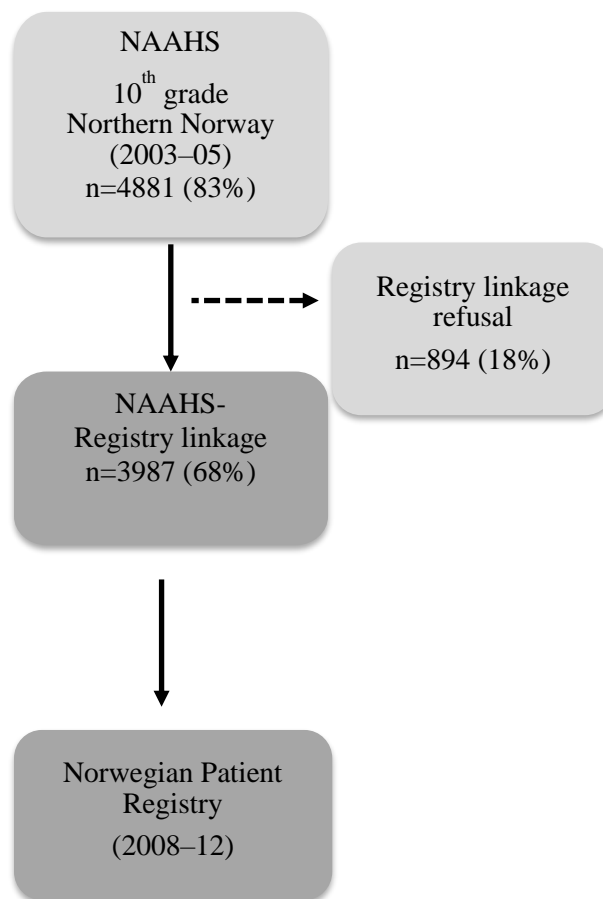 NAAHS
10th grade
Northern Norway
(2003–05)
n=4881 (83%)
Registry linkage
refusal
n=894 (18%)
NAAHS-
Registry linkage
n=3987 (68%)
Norwegian Patient
Registry
(2008–12)